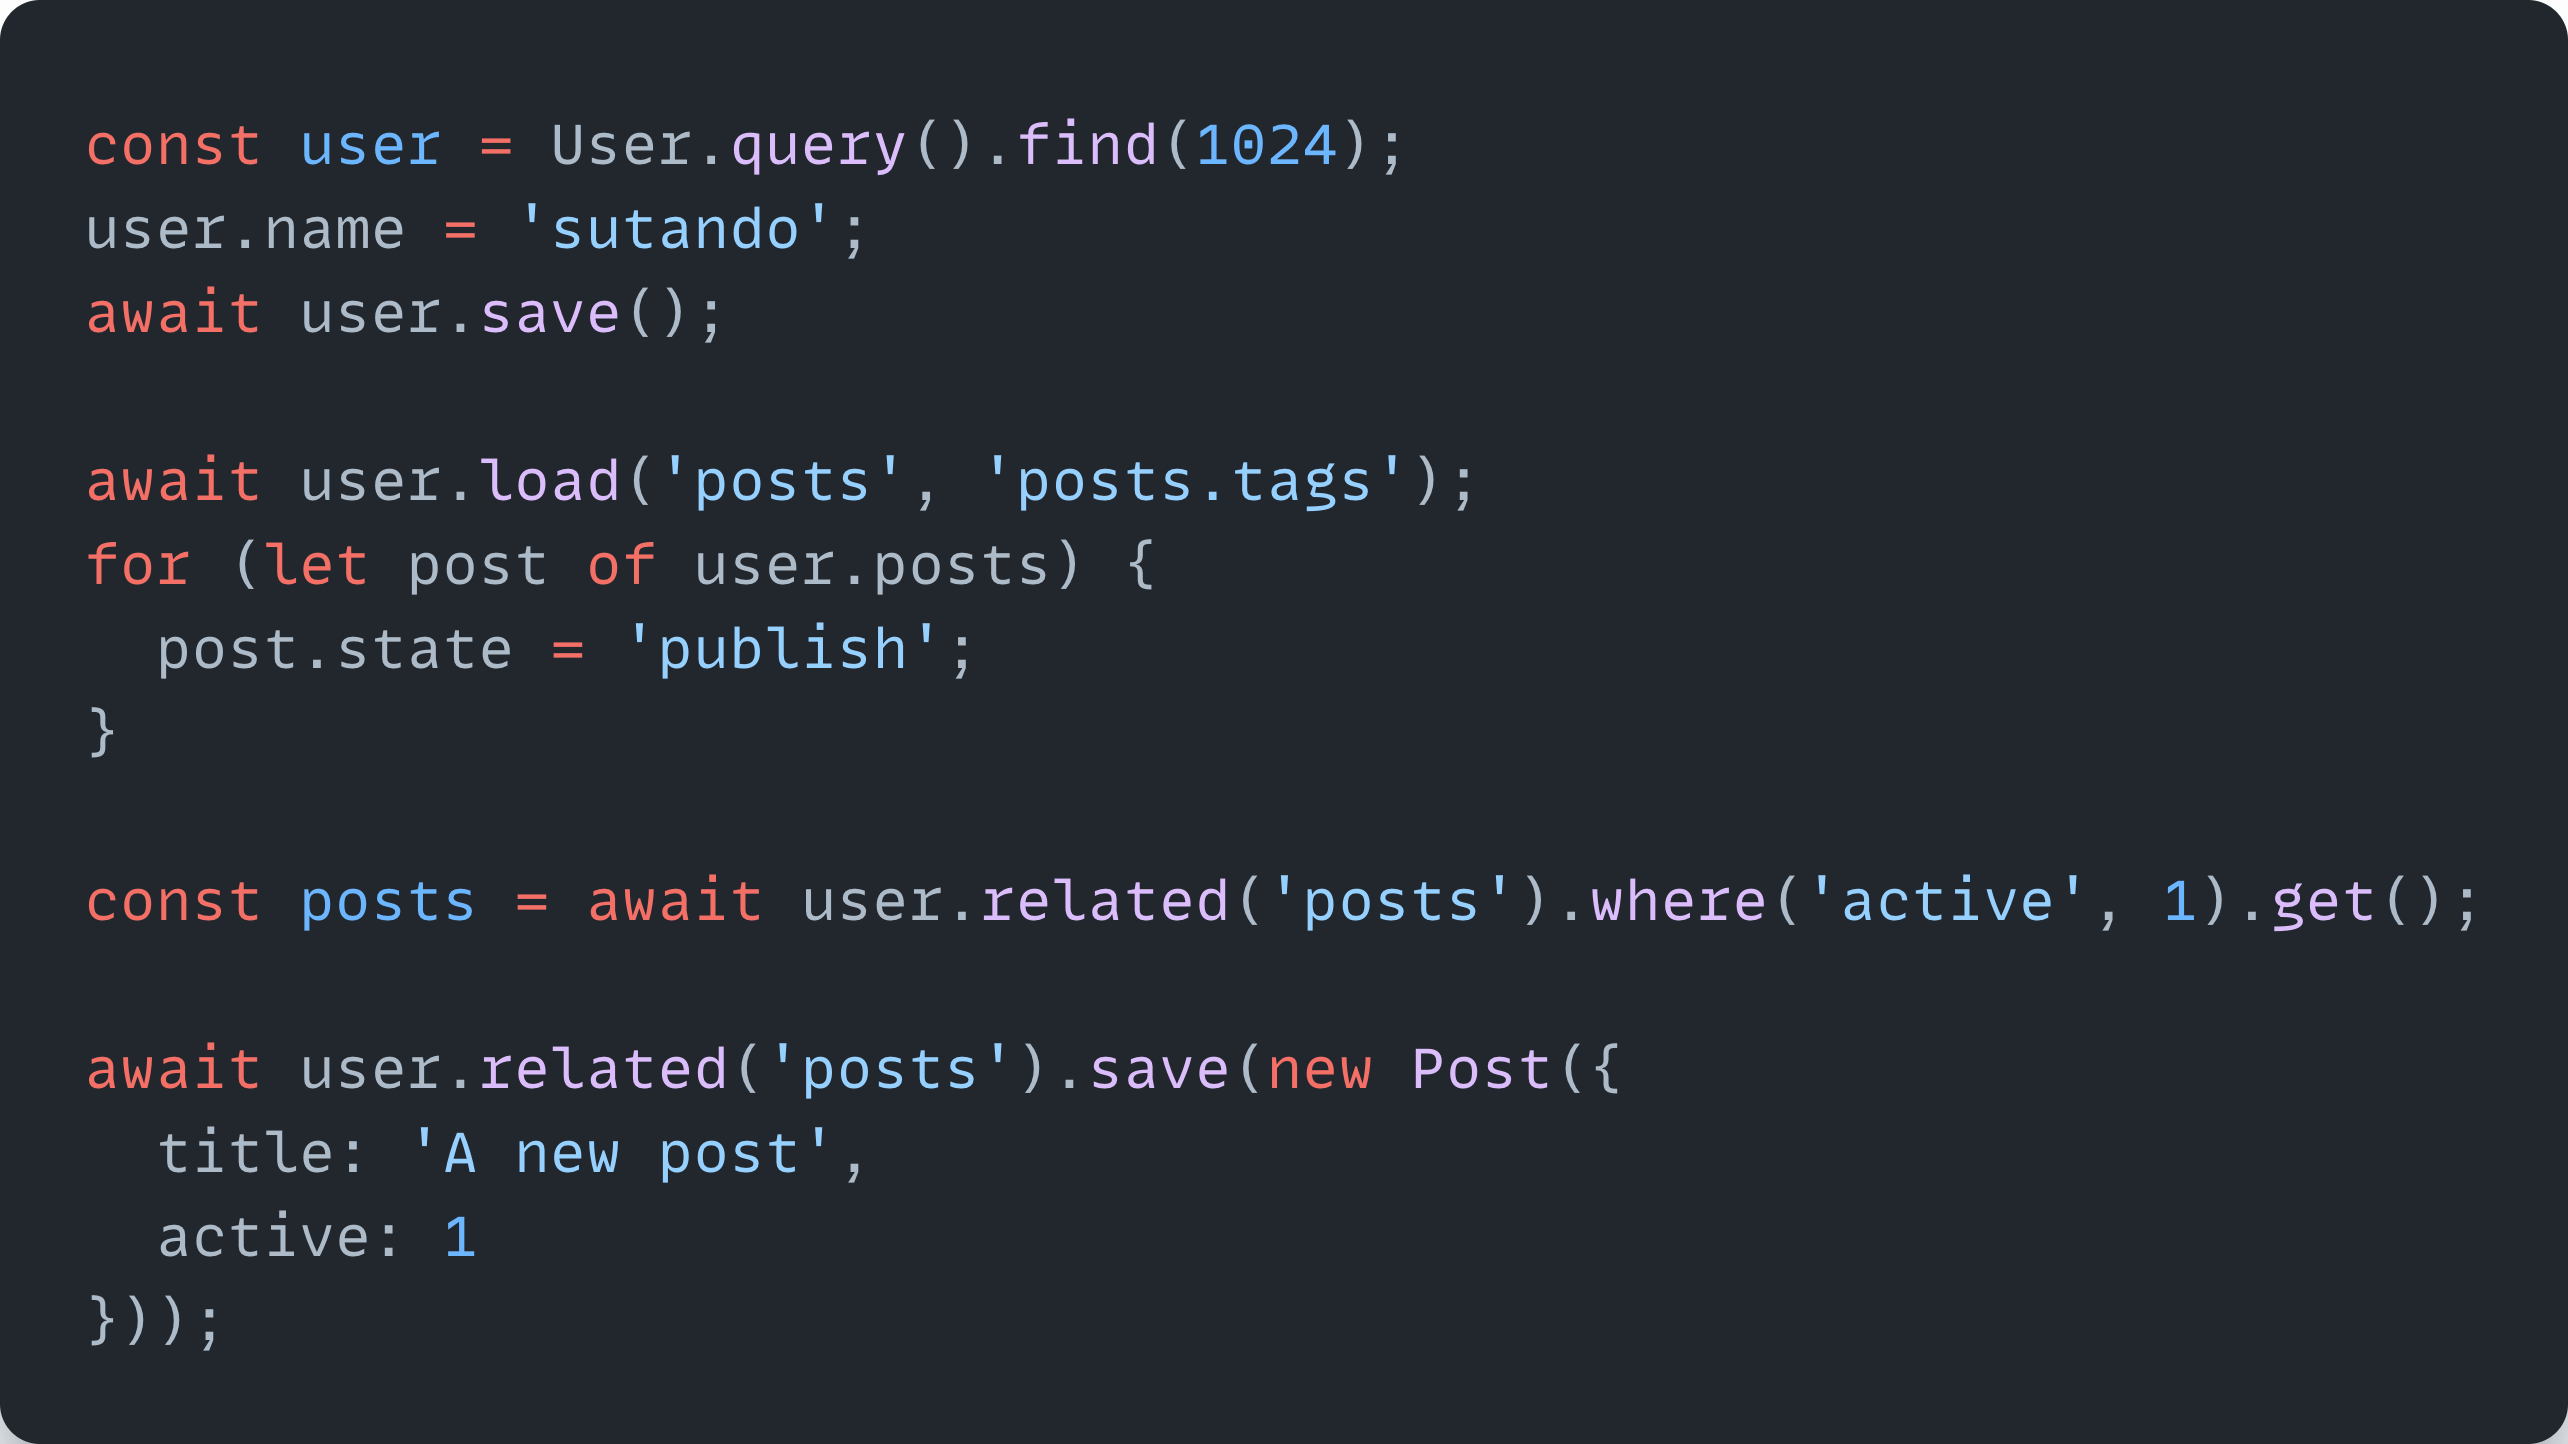 const user = User.query().find(1024);
user.name = 'sutando';
await user.save();

await user.load('posts', 'posts.tags');
for (let post of user.posts) {
  post.state = 'publish';
}

const posts = await user.related('posts').where('active', 1).get();

await user.related('posts').save(new Post({
  title: 'A new post',
  active: 1
}));